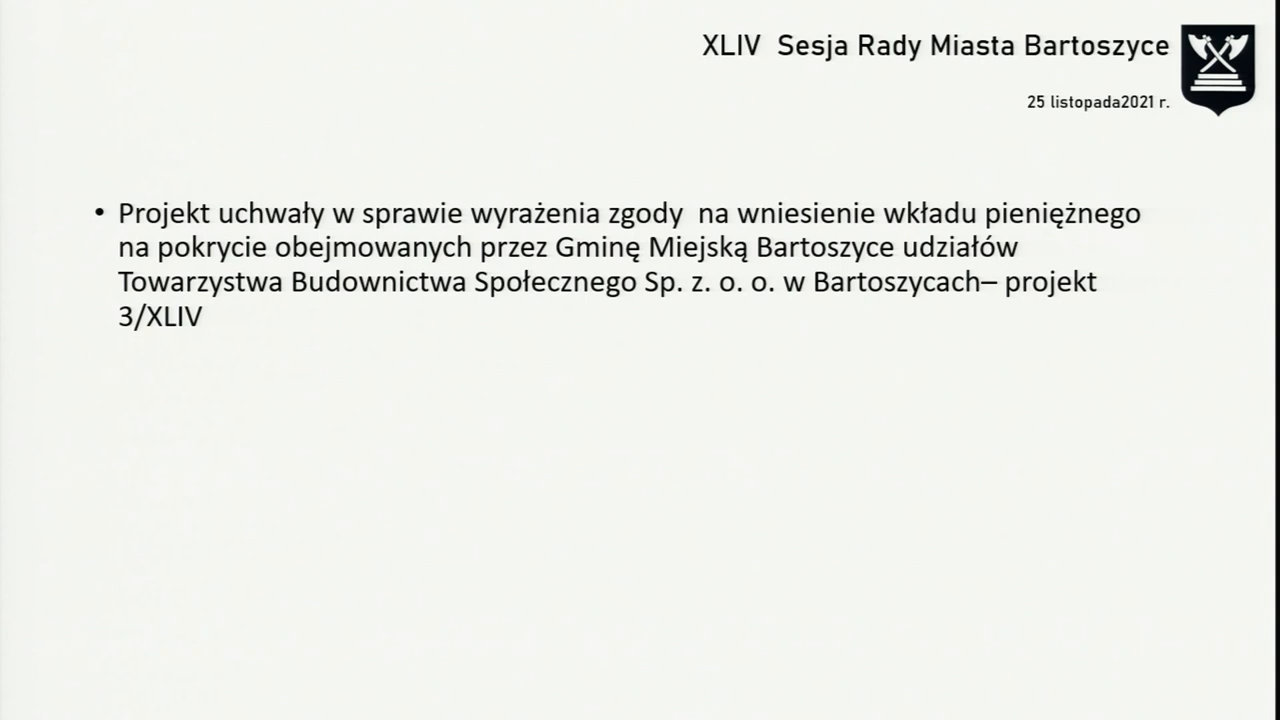 XLIV  Sesja Rady Miasta Bartoszyce
25 listopada2021 r.
• Projekt uchwały w sprawie wyrażenia zgody  na wniesienie wkładu pieniężnego
na pokrycie obejmowanych przez Gminę Miejską Bartoszyce udziałów
Towarzystwa Budownictwa Społecznego Sp. z. o. o. w Bartoszycach– projekt
3/XLIV